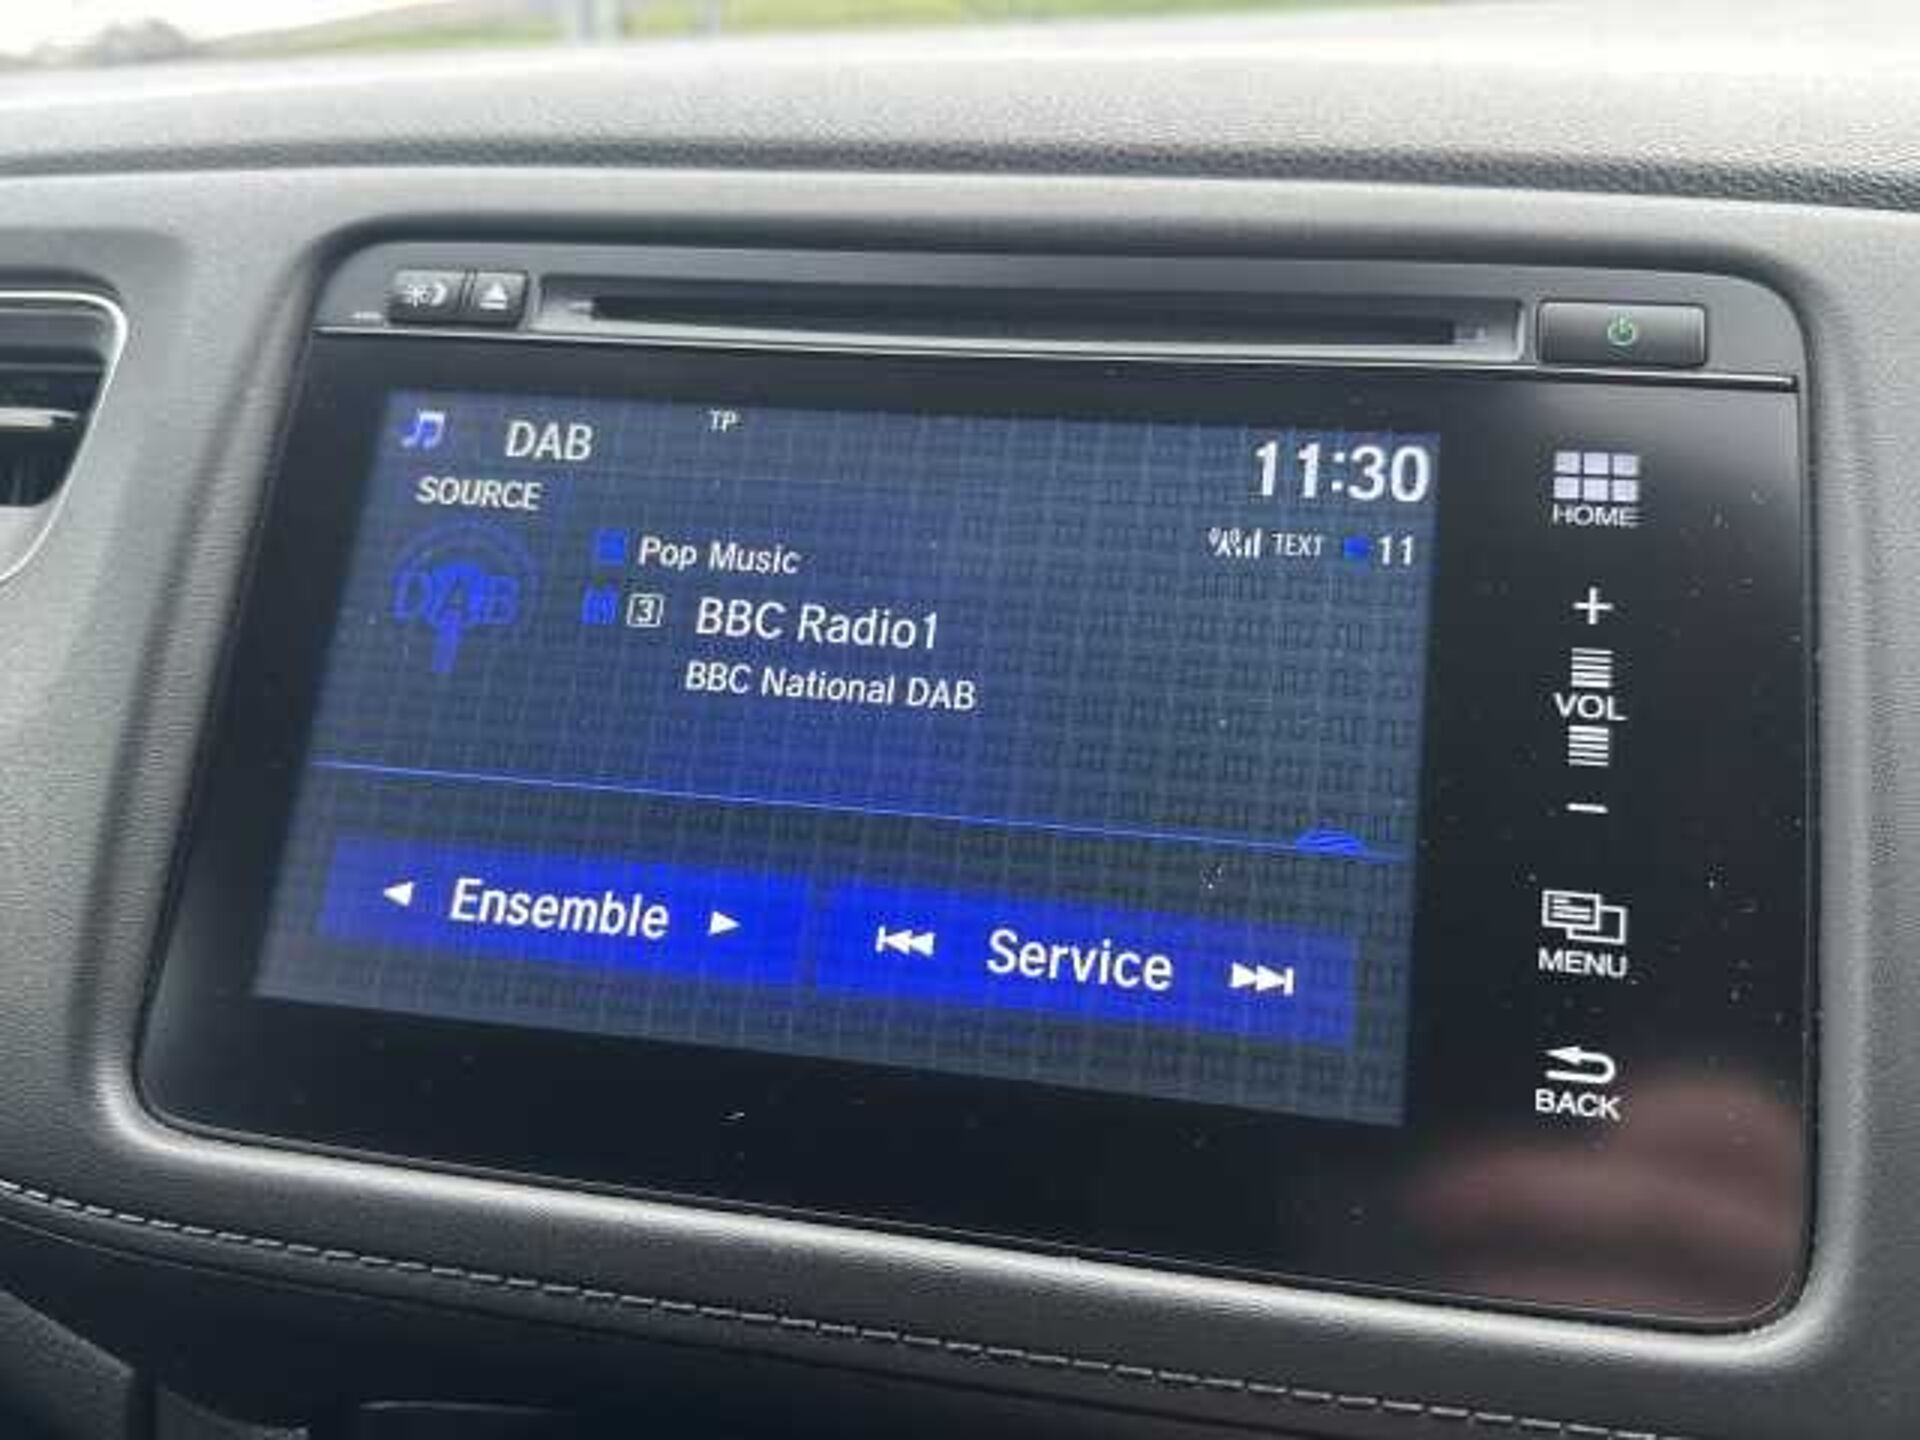 DAB
TP
11:30
SOURCE
TEXT 11
DAB
Pop Music
3 BBC Radio1
BBC National DAB
Ensemble
Service
HOME
+
VOL
−
MENU
BACK